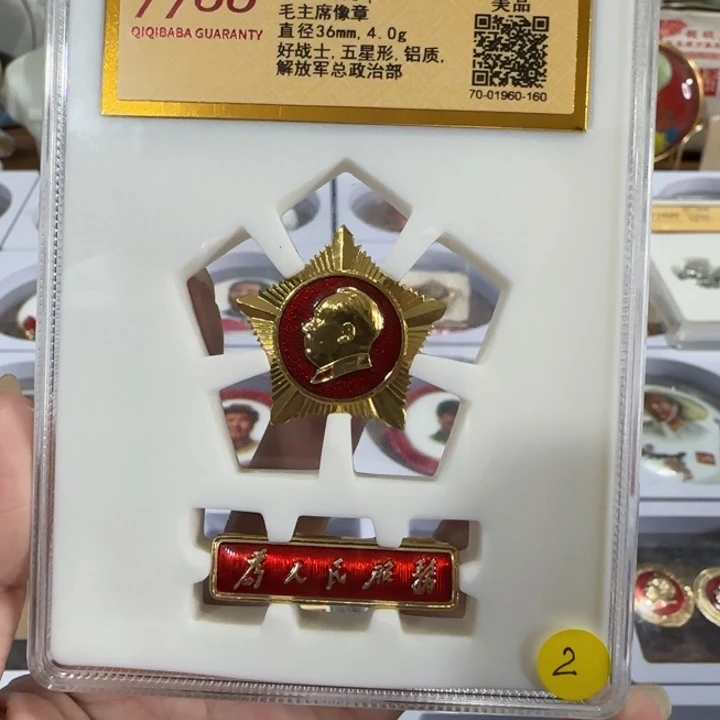 QIQIBABA GUARANTY
毛主席像章
直径36mm,4.0g
好战士,五星形,铝质,
解放军总政治部
美品
70-01960-160
为人民服务
2